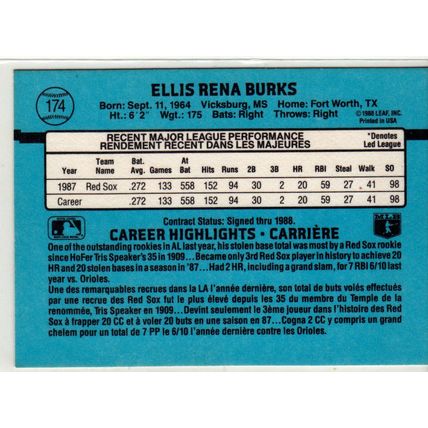 174
ELLIS RENA BURKS
Born: Sept. 11, 1964 Vicksburg, MS Home: Fort Worth, TX
Ht.: 6'2" Wgt.: 175 Bats: Right Throws: Right
©1988 LEAF, INC.
Printed in USA
RECENT MAJOR LEAGUE PERFORMANCE
RENDEMENT RÉCENT DANS LES MAJEURES
*Denotes
Led League
Year Team Name Bat. Avg. Games At Bat Hits Runs 2B 3B HR RBI Steal Walk SO
1987 Red Sox .272 133 558 152 94 30 2 20 59 27 41 98
Career .272 133 558 152 94 30 2 20 59 27 41 98
Contract Status: Signed thru 1988.
CAREER HIGHLIGHTS • CARRIÈRE
One of the outstanding rookies in AL last year, his stolen base total was most by a Red Sox rookie
since HoFer Tris Speaker's 35 in 1909...Became only 3rd Red Sox player in history to achieve 20
HR and 20 stolen bases in a season in '87...Had 2 HR, including a grand slam, for 7 RBI 6/10 last
year vs. Orioles.
Une des remarquables recrues dans la LA l'année dernière, son total de buts volés effectués
par une recrue des Red Sox fut le plus élevé depuis les 35 du membre du Temple de la
renommée, Tris Speaker en 1909...Devint seulement le 3ème joueur dans l'histoire des Red
Sox à frapper 20 CC et à voler 20 buts en une saison en 87...Cogna 2 CC y compris un grand
chelem pour un total de 7 PP le 6/10 l'année dernière contre les Orioles.